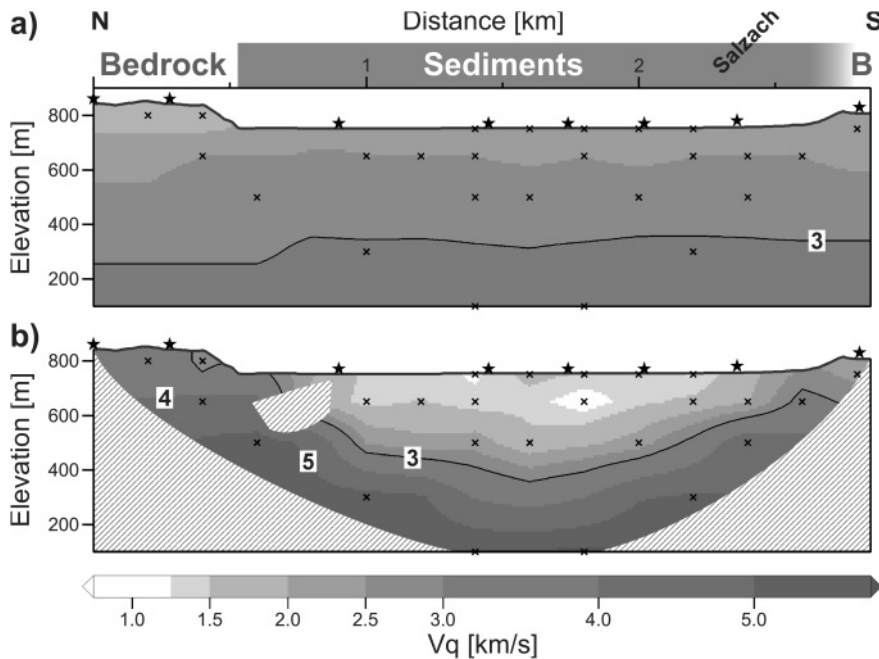 a) N Distance [km] S
Salzach
Bedrock Sediments B
1 2
Elevation [m]
800
600
400
200
3
b)
Elevation [m]
800
600
400
200
4
5
3
1.0 1.5 2.0 2.5 3.0 4.0 5.0
Vq [km/s]